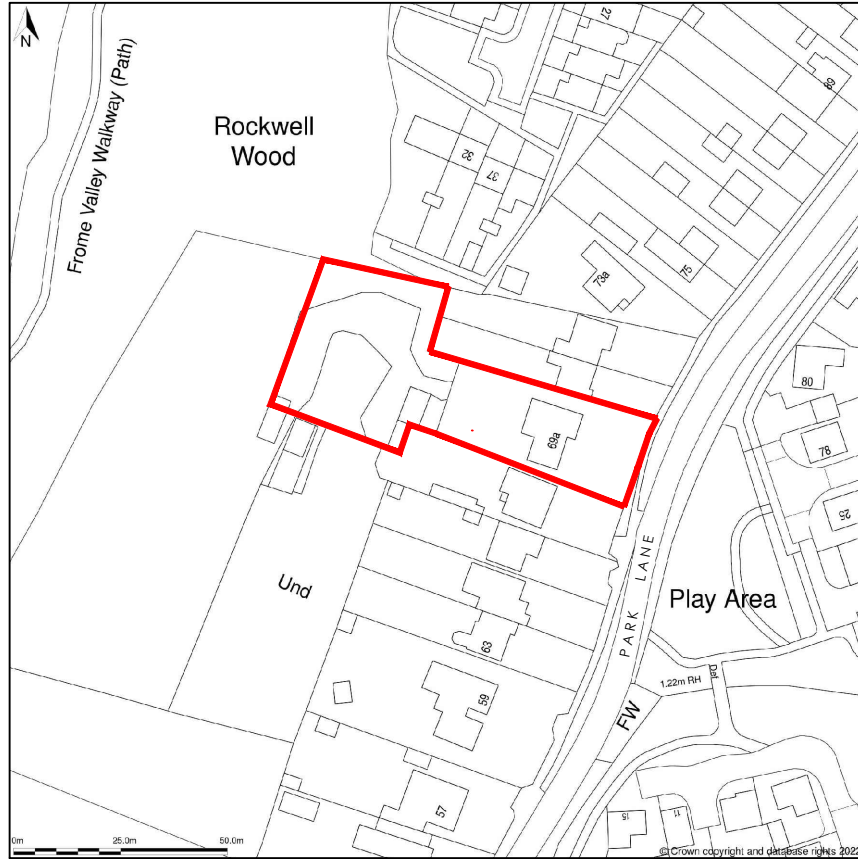 N
Frome Valley Walkway (Path)
Rockwell
Wood
27
32
37
68
73a
75
80
78
25
69a
Und
63
59
57
PARK LANE
Play Area
Def
1.22m RH
FW
15
11
0m
25.0m
50.0m
© Crown copyright and database rights 2022